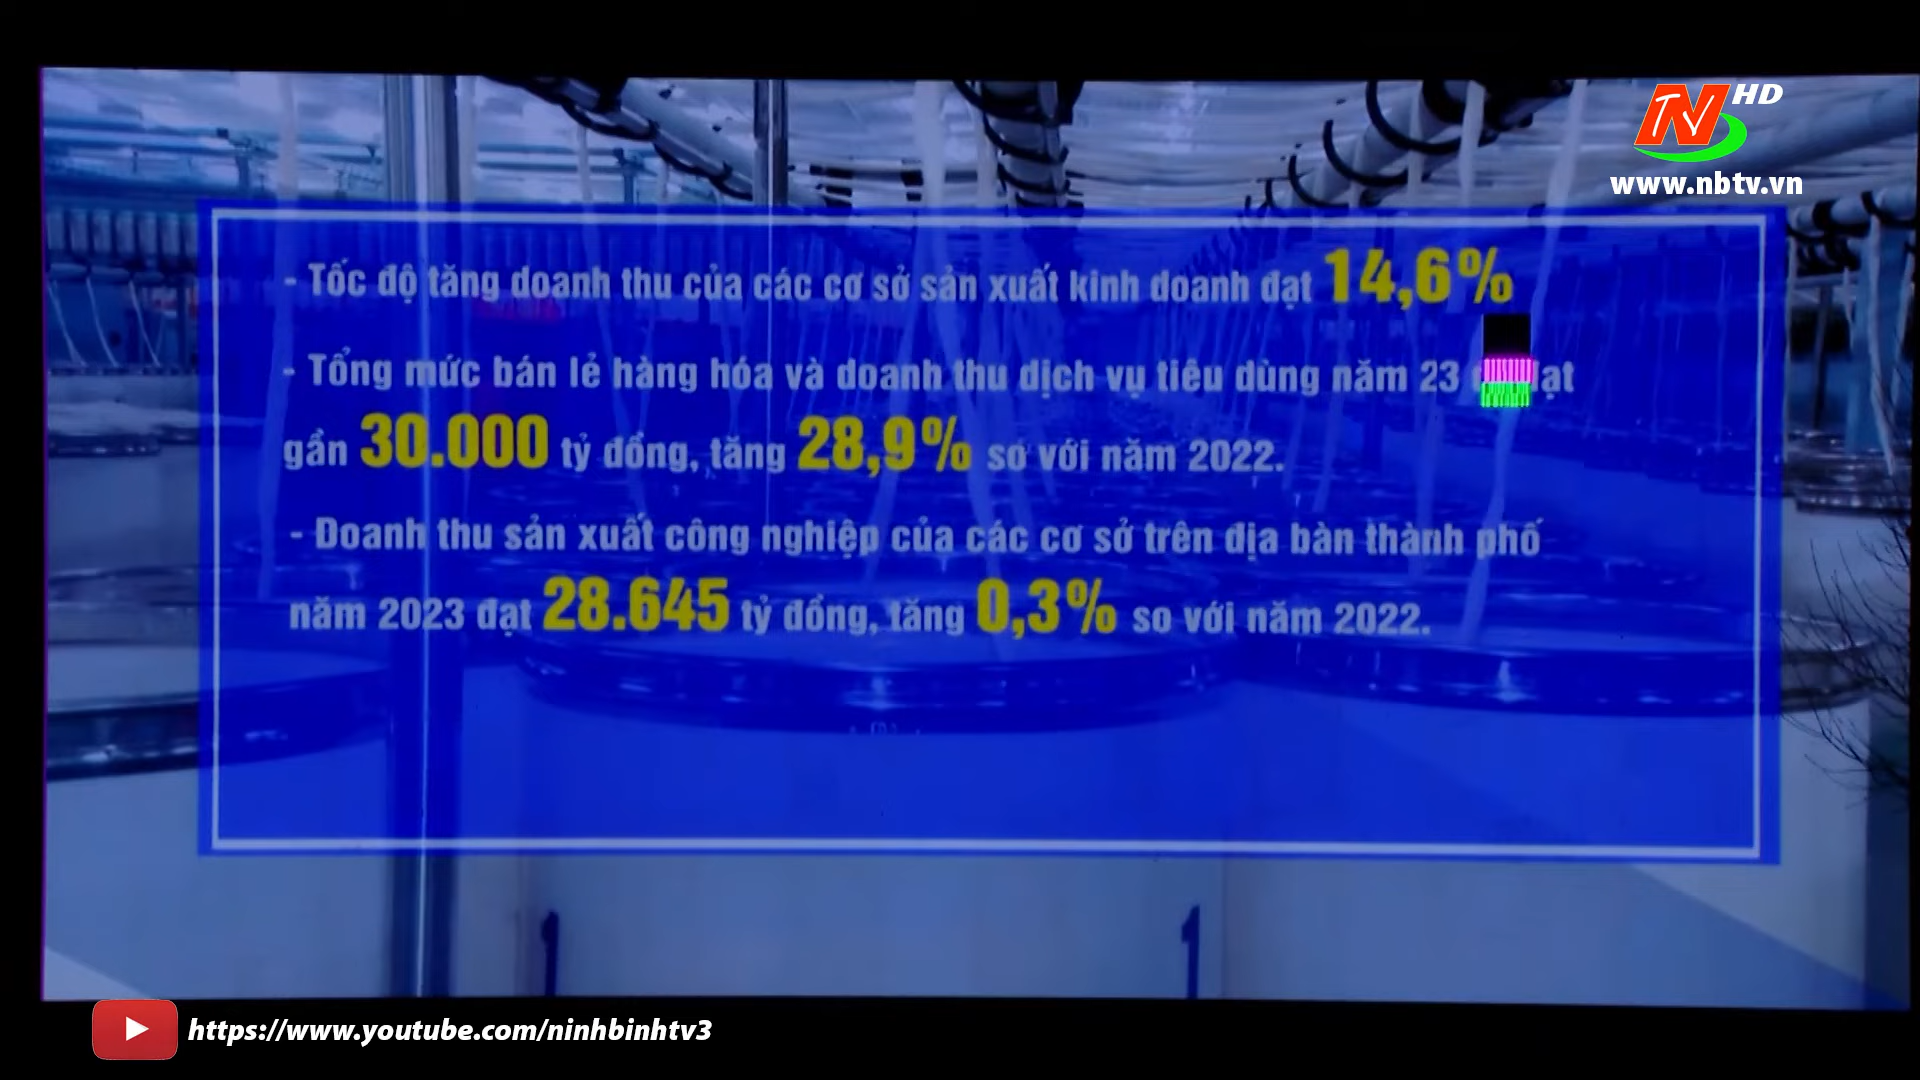 NTV HD
www.nbtv.vn
- Tốc độ tăng doanh thu của các cơ sở sản xuất kinh doanh đạt 14,6%
- Tổng mức bán lẻ hàng hóa và doanh thu dịch vụ tiêu dùng năm 23
gần 30.000 tỷ đồng, tăng 28,9% so với năm 2022.
- Doanh thu sản xuất công nghiệp của các cơ sở trên địa bàn thành phố
năm 2023 đạt 28.645 tỷ đồng, tăng 0,3% so với năm 2022.
https://www.youtube.com/ninhbinhtv3